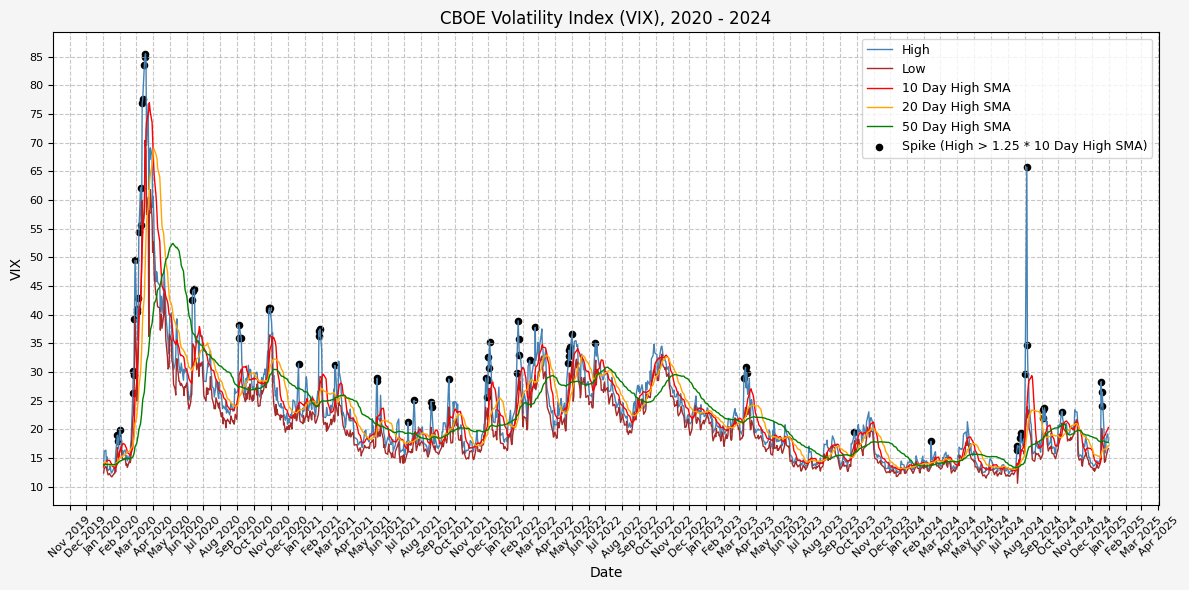 CBOE Volatility Index (VIX), 2020 - 2024
High
Low
10 Day High SMA
20 Day High SMA
50 Day High SMA
Spike (High > 1.25 * 10 Day High SMA)
VIX
85
80
75
70
65
60
55
50
45
40
35
30
25
20
15
10
Nov 2019
Dec 2019
Jan 2020
Feb 2020
Mar 2020
Apr 2020
May 2020
Jun 2020
Jul 2020
Aug 2020
Sep 2020
Oct 2020
Nov 2020
Dec 2020
Jan 2021
Feb 2021
Mar 2021
Apr 2021
May 2021
Jun 2021
Jul 2021
Aug 2021
Sep 2021
Oct 2021
Nov 2021
Dec 2021
Jan 2022
Feb 2022
Mar 2022
Apr 2022
May 2022
Jun 2022
Jul 2022
Aug 2022
Sep 2022
Oct 2022
Nov 2022
Dec 2022
Jan 2023
Feb 2023
Mar 2023
Apr 2023
May 2023
Jun 2023
Jul 2023
Aug 2023
Sep 2023
Oct 2023
Nov 2023
Dec 2023
Jan 2024
Feb 2024
Mar 2024
Apr 2024
May 2024
Jun 2024
Jul 2024
Aug 2024
Sep 2024
Oct 2024
Nov 2024
Dec 2024
Jan 2025
Feb 2025
Mar 2025
Apr 2025
Date